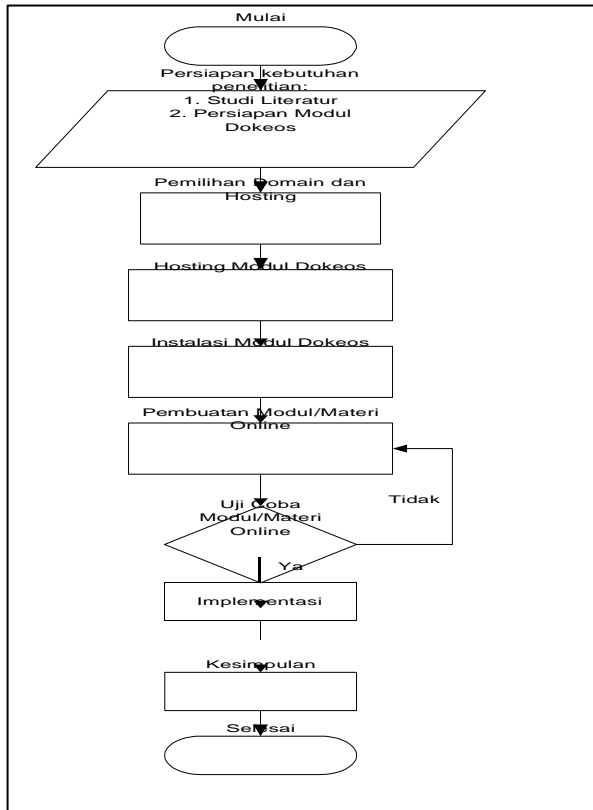 Mulai
Persiapan kebutuhan
penelitian:
1. Studi Literatur
2. Persiapan Modul
Dokeos
Pemilihan Domain dan
Hosting
Hosting Modul Dokeos
Instalasi Modul Dokeos
Pembuatan Modul/Materi
Online
Uji Coba
Modul/Materi
Online
Tidak
Ya
Implementasi
Kesimpulan
Selesai